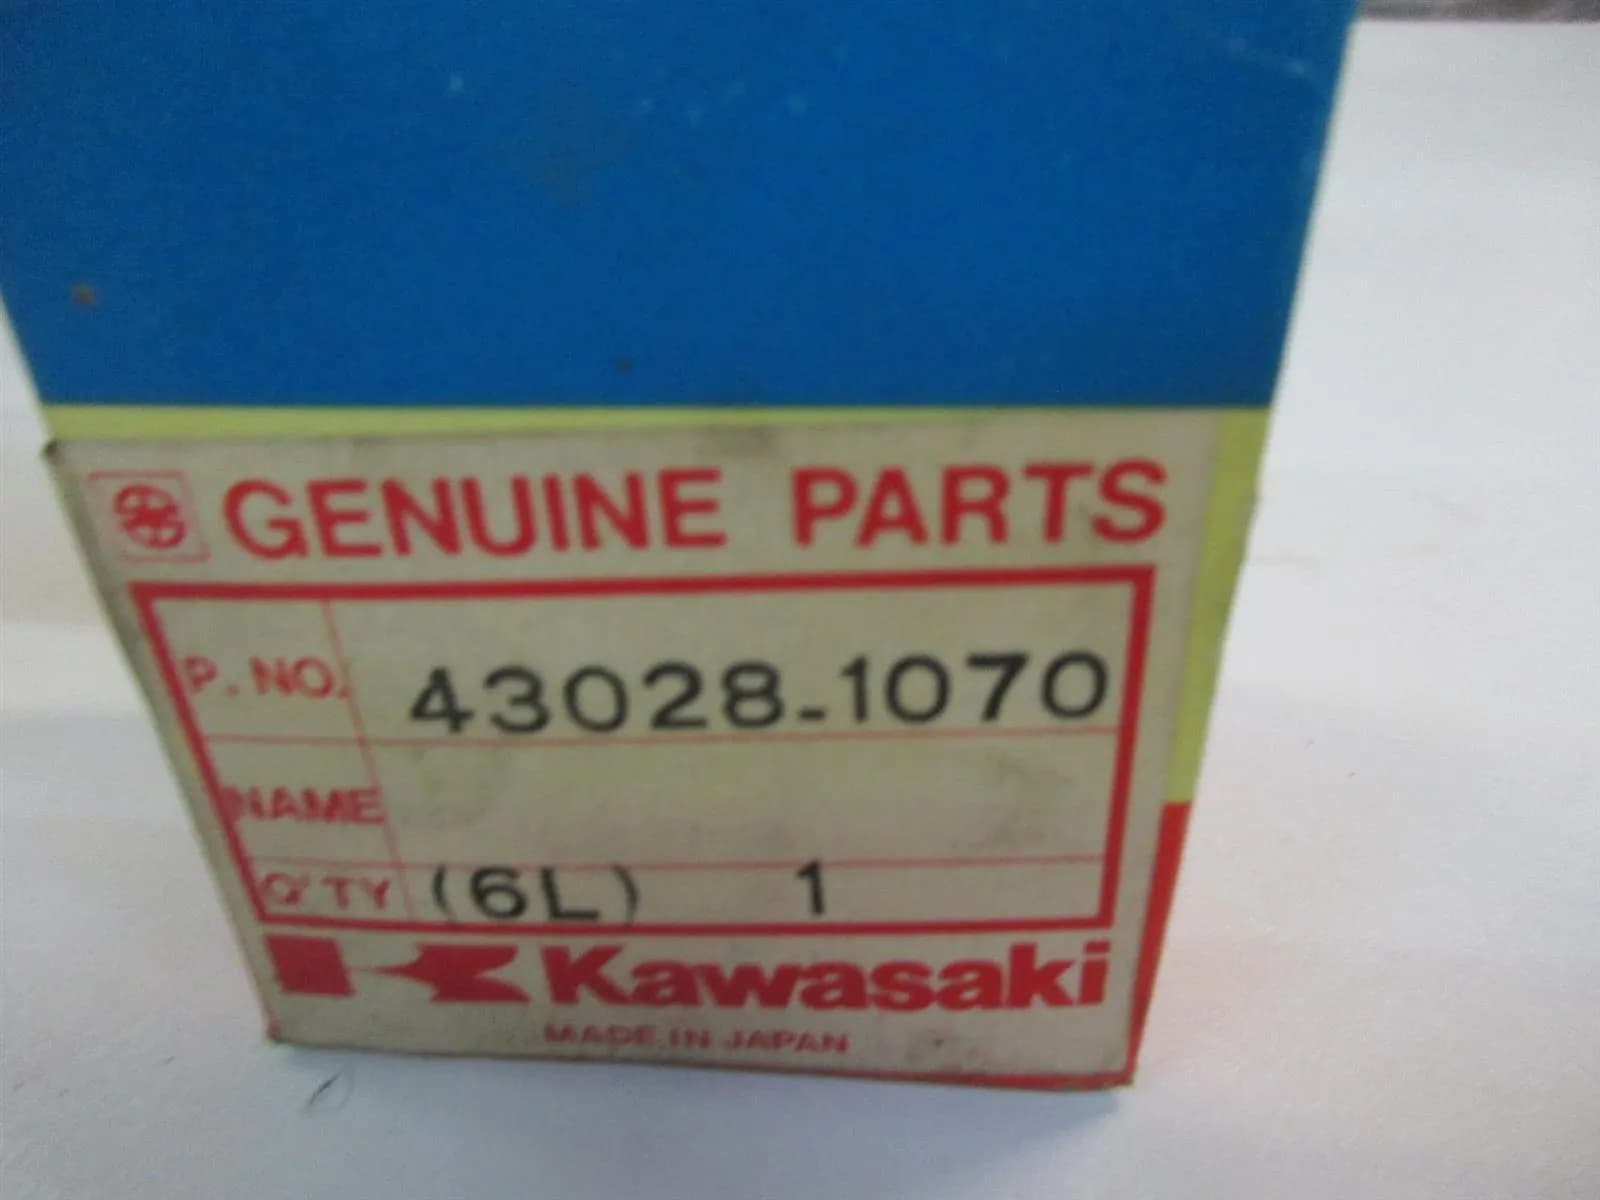 GENUINE PARTS
P. NO. 43028-1070
NAME
Q'TY (6L) 1
Kawasaki
MADE IN JAPAN